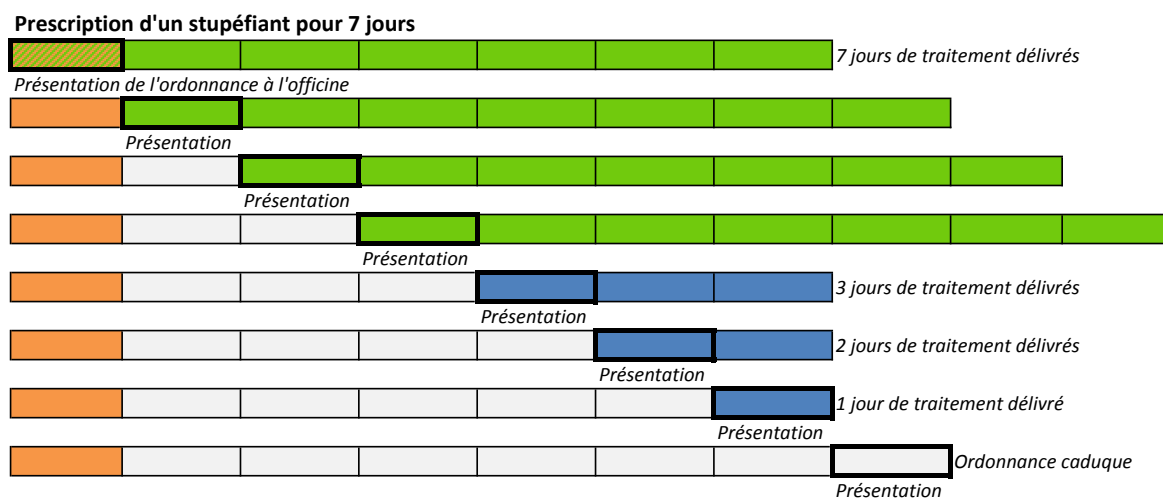 Prescription d'un stupéfiant pour 7 jours
7 jours de traitement délivrés
Présentation de l'ordonnance à l'officine
Présentation
Présentation
Présentation
3 jours de traitement délivrés
Présentation
2 jours de traitement délivrés
Présentation
1 jour de traitement délivré
Présentation
Ordonnance caduque
Présentation